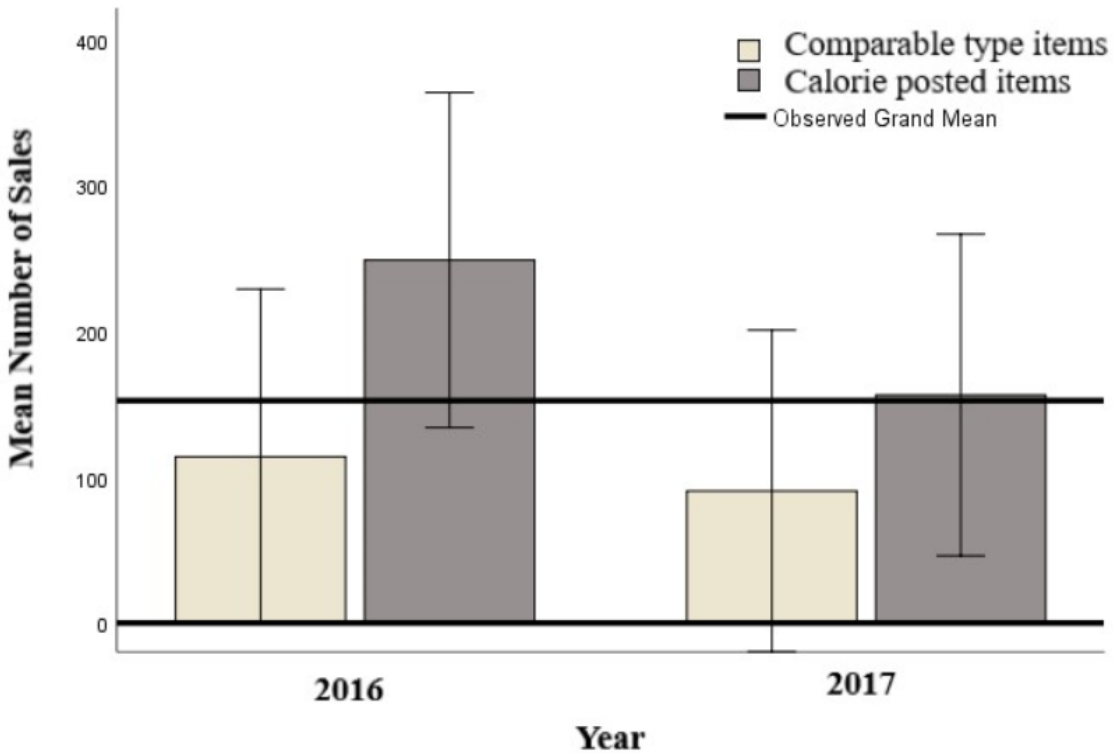 400
Comparable type items
Calorie posted items
Observed Grand Mean
300
200
100
0
Mean Number of Sales
2016
2017
Year